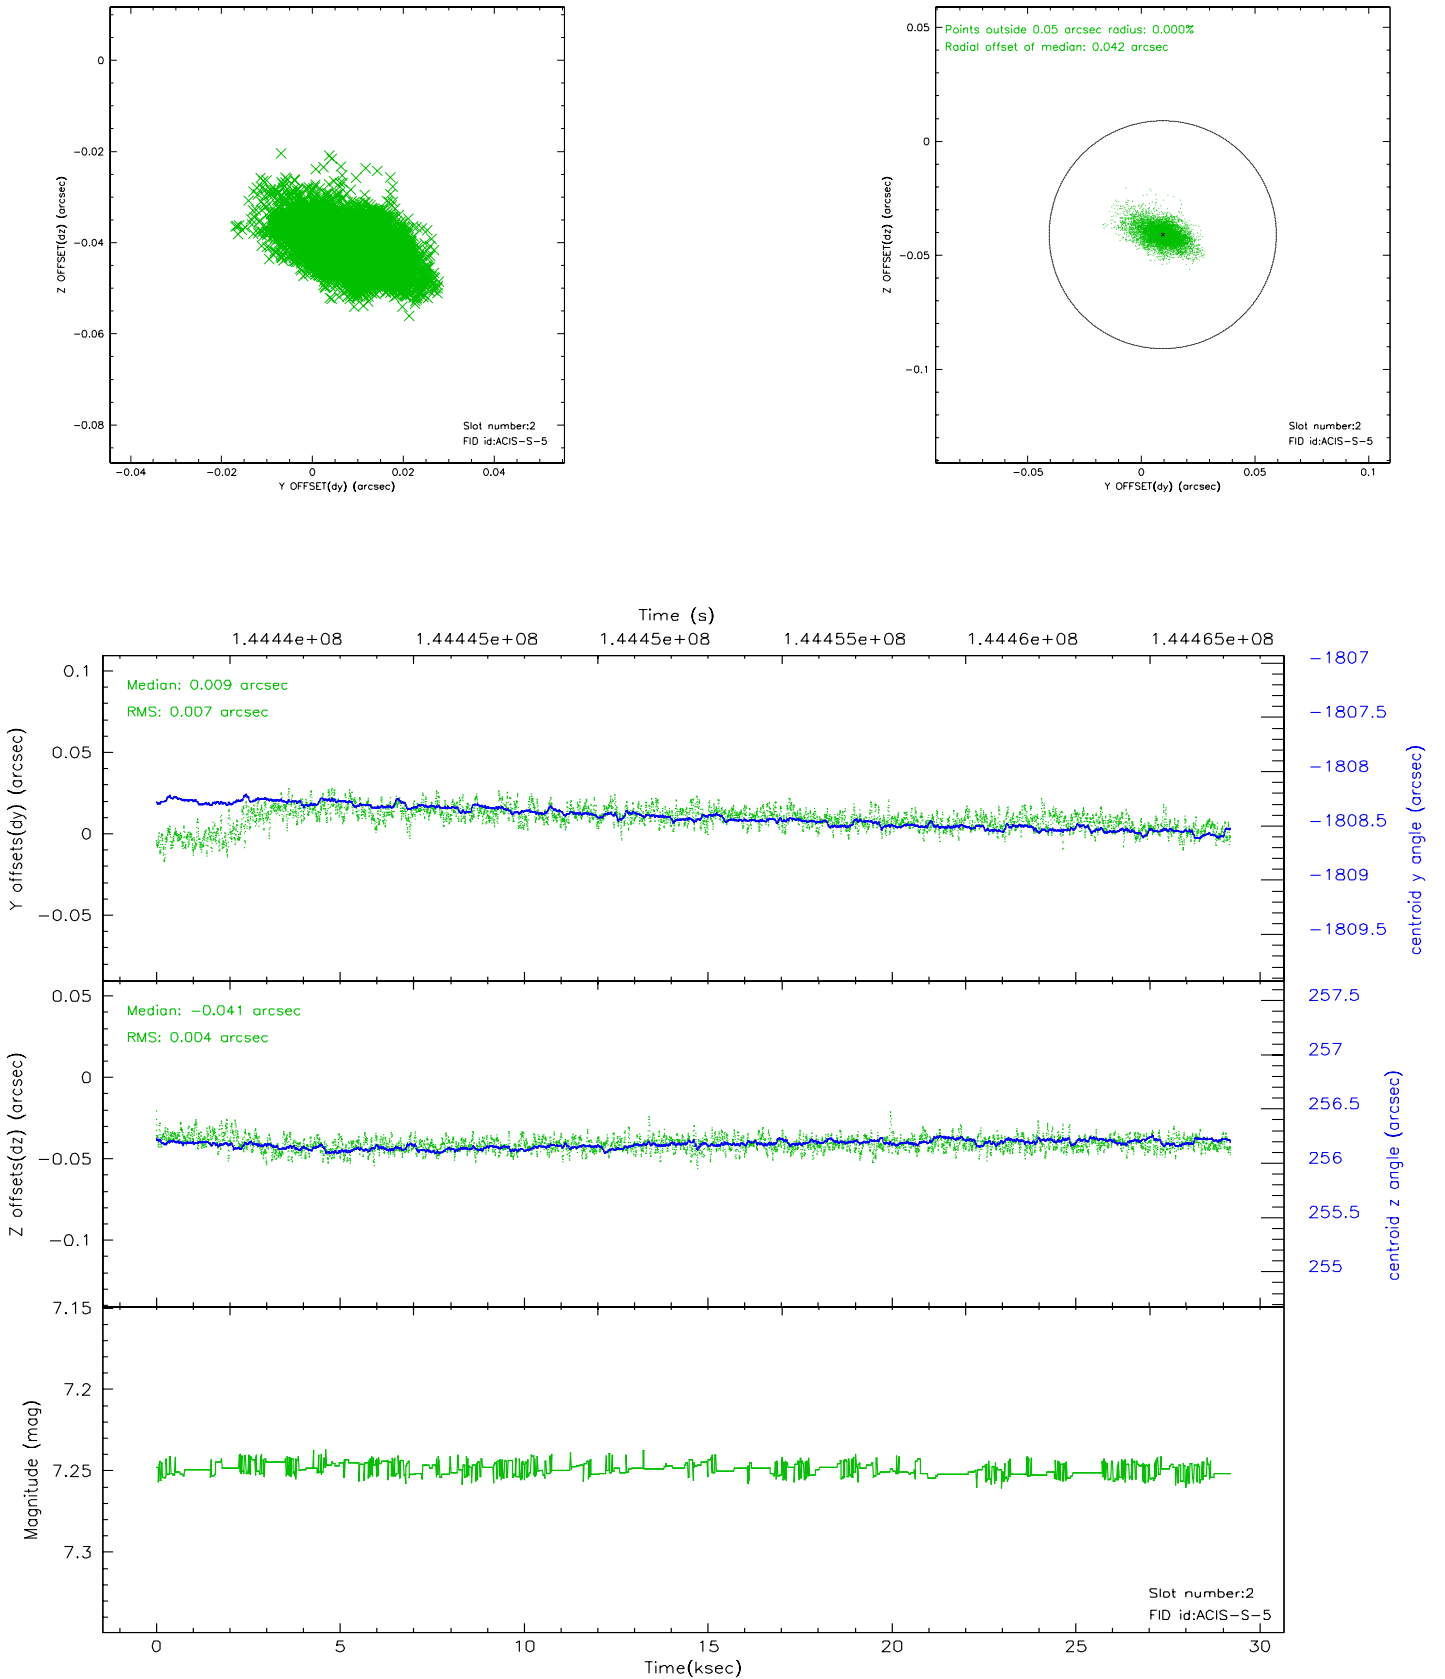 0
-0.02
-0.04
-0.06
-0.08
Z OFFSET(dz) (arcsec)
Slot number:2
FID id:ACIS-S-5
-0.04 -0.02 0 0.02 0.04
Y OFFSET(dy) (arcsec)
Points outside 0.05 arcsec radius: 0.000%
Radial offset of median: 0.042 arcsec
0.05
0
-0.05
-0.1
Z OFFSET(dz) (arcsec)
Slot number:2
FID id:ACIS-S-5
-0.05 0 0.05 0.1
Y OFFSET(dy) (arcsec)
Time (s)
1.4444e+08 1.44445e+08 1.4445e+08 1.44455e+08 1.4446e+08 1.44465e+08
Median: 0.009 arcsec
RMS: 0.007 arcsec
0.1
0.05
0
-0.05
Y offsets(dy) (arcsec)
-1807
-1807.5
-1808
-1808.5
-1809
-1809.5
centroid y angle (arcsec)
Median: -0.041 arcsec
RMS: 0.004 arcsec
0.05
0
-0.05
-0.1
Z offsets(dz) (arcsec)
257.5
257
256.5
256
255.5
255
centroid z angle (arcsec)
7.15
7.2
7.25
7.3
Magnitude (mag)
Slot number:2
FID id:ACIS-S-5
0 5 10 15 20 25 30
Time(ksec)